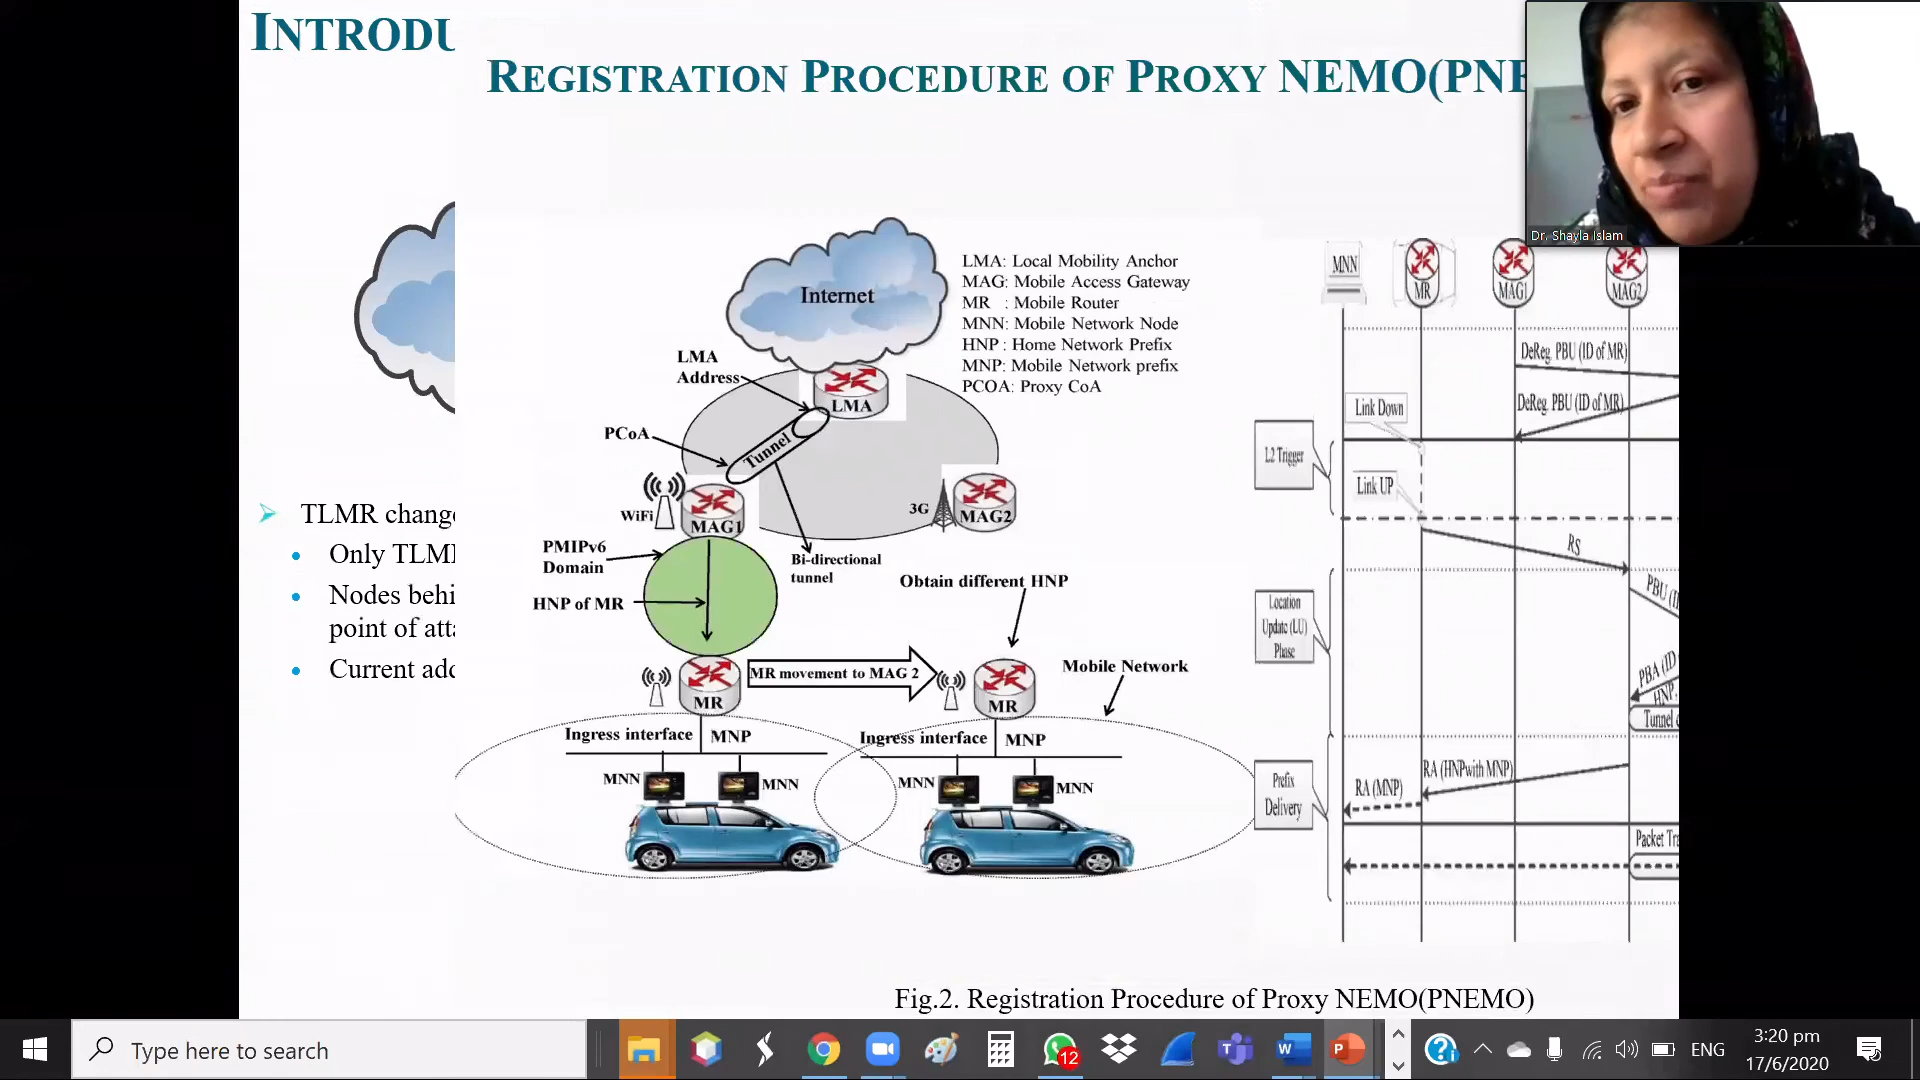 INTRODU
REGISTRATION PROCEDURE OF PROXY NEMO(PNE
Dr. Shayla Islam
Internet
LMA: Local Mobility Anchor
MAG: Mobile Access Gateway
MR : Mobile Router
MNN: Mobile Network Node
HNP : Home Network Prefix
MNP: Mobile Network prefix
PCOA: Proxy CoA
LMA
Address
LMA
PCoA
Tunnel
WiFi
MAG1
3G
MAG2
PMIPv6
Domain
Bi-directional
tunnel
Obtain different HNP
HNP of MR
MR movement to MAG 2
Mobile Network
MR
MR
Ingress interface
MNP
Ingress interface
MNP
MNN
MNN
MNN
MNN
MNN
MR
MAG1
MAG2
DeReg. PBU (ID of MR)
Link Down
DeReg. PBU (ID of MR)
L2 Trigger
Link UP
RS
PBU (I
Location
Update (LU)
Phase
PBA (ID
HNP,
Tunnel
Prefix
Delivery
RA (HNPwith MNP)
RA (MNP)
Packet Tra
TLMR change
Only TLM
Nodes behi
point of atta
Current add
Fig.2. Registration Procedure of Proxy NEMO(PNEMO)
Type here to search
12
ENG
3:20 pm
17/6/2020